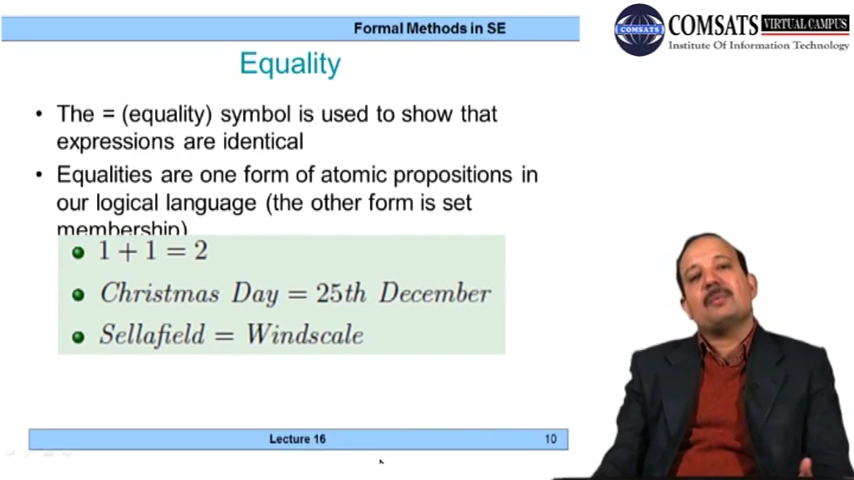 Formal Methods in SE
COMSATS VIRTUAL CAMPUS
COMSATS
Institute Of Information Technology
Equality
• The = (equality) symbol is used to show that
expressions are identical
• Equalities are one form of atomic propositions in
our logical language (the other form is set
membership)
1 + 1 = 2
Christmas Day = 25th December
Sellafield = Windscale
Lecture 16
10